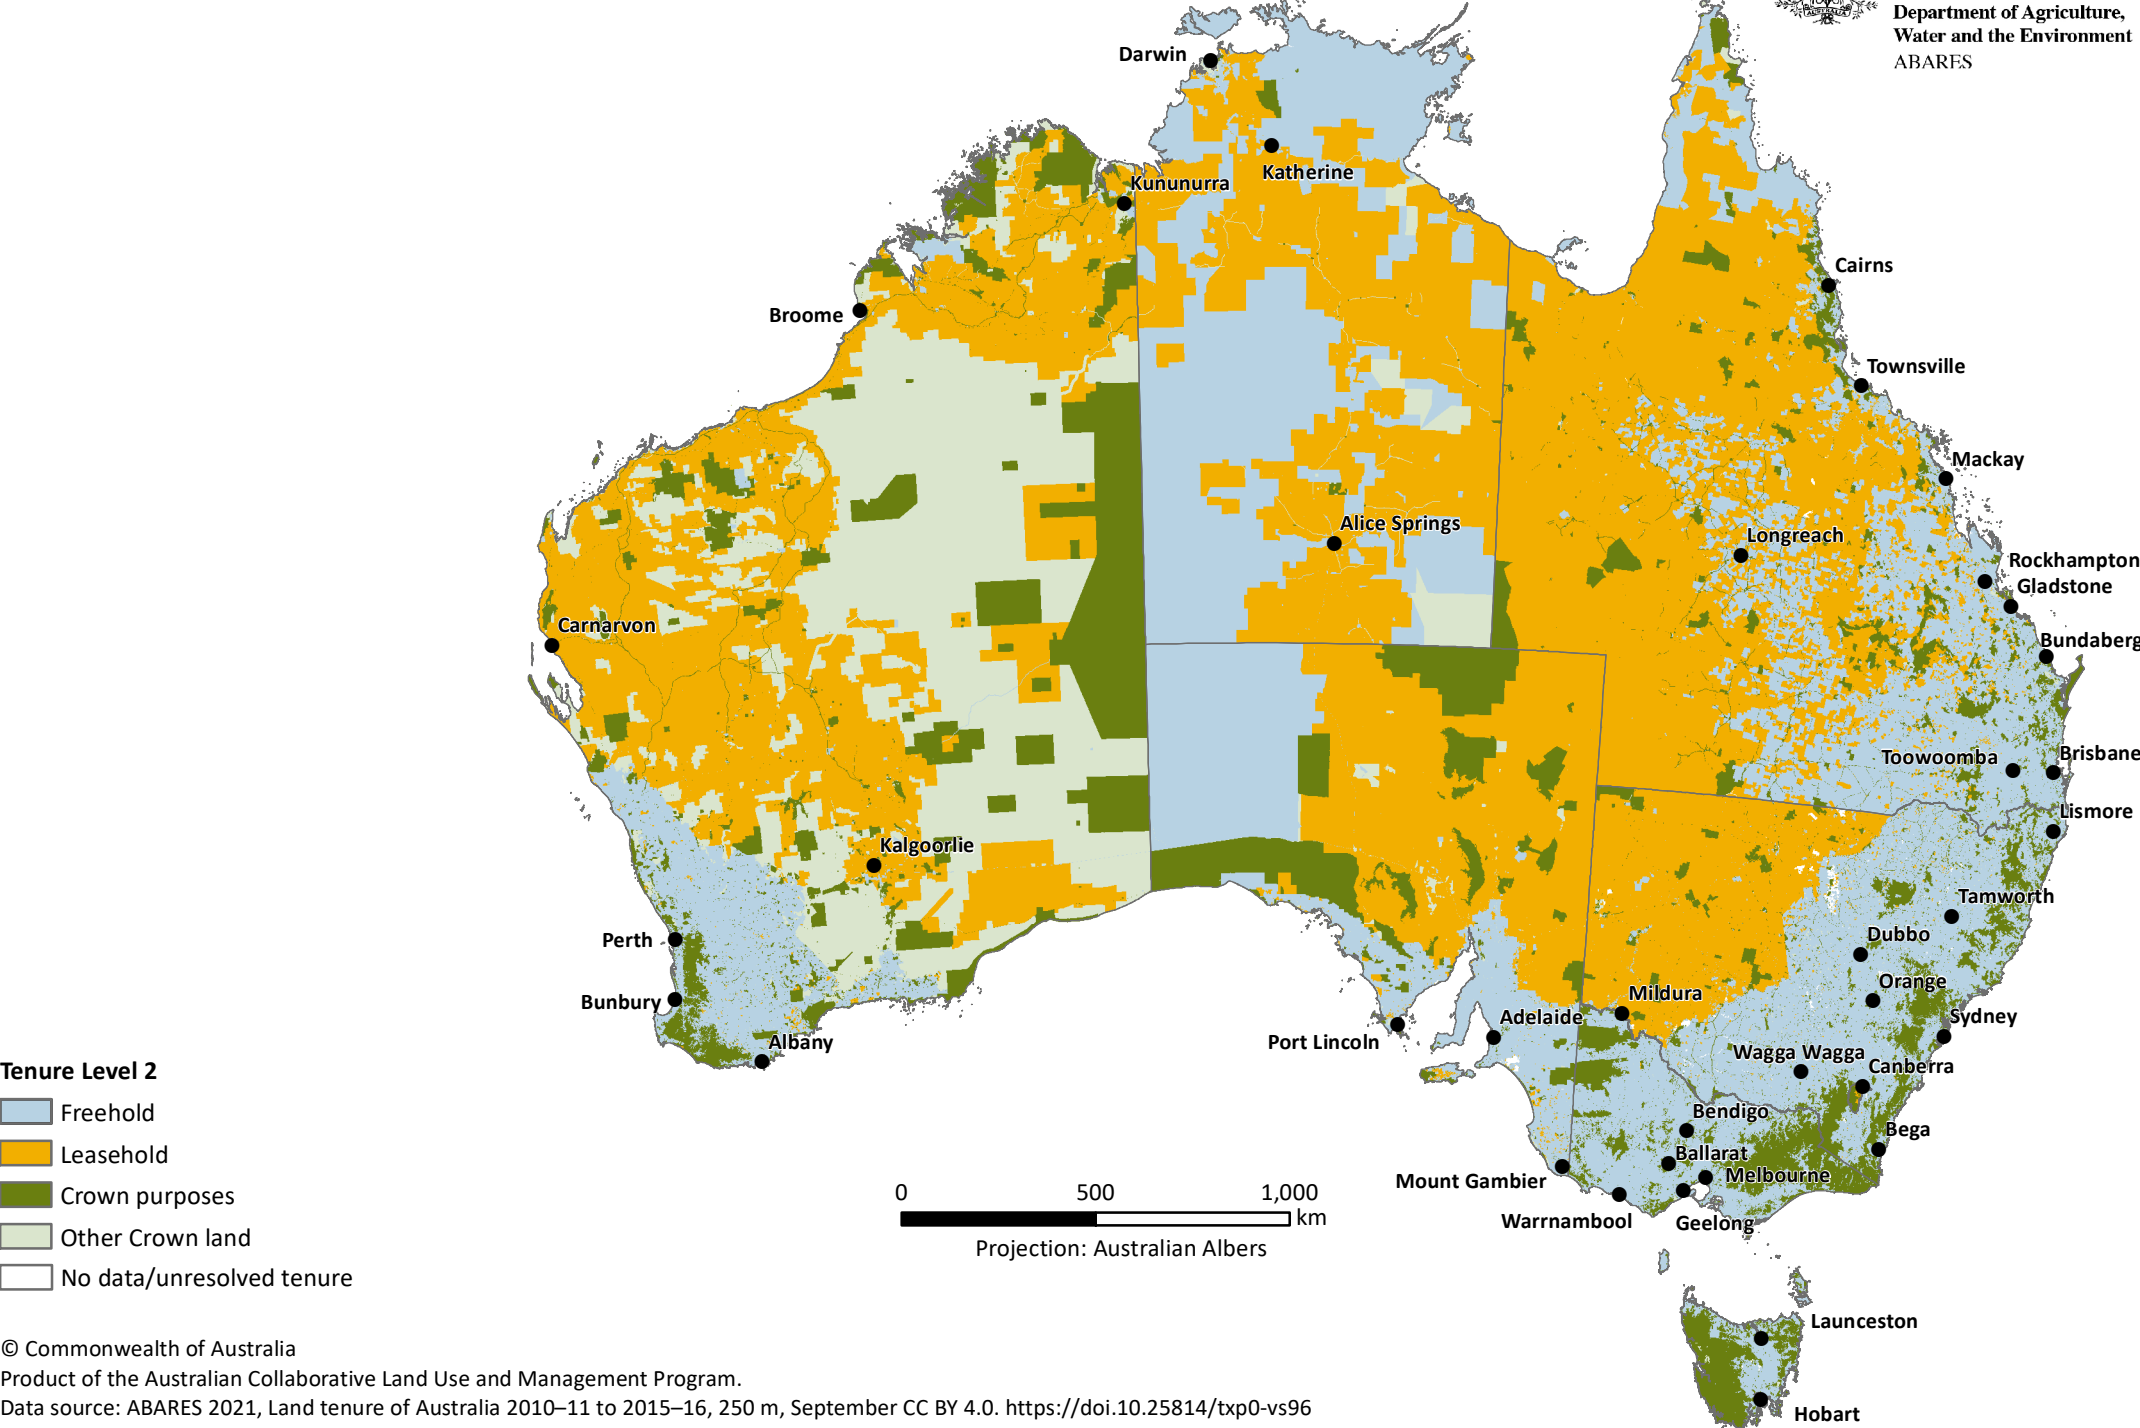 Department of Agriculture,
Water and the Environment
ABARES
AUSTRALIA
Darwin
Katherine
Kununurra
Cairns
Broome
Townsville
Mackay
Alice Springs
Longreach
Rockhampton
Gladstone
Carnarvon
Bundaberg
Toowoomba
Brisbane
Lismore
Kalgoorlie
Tamworth
Perth
Dubbo
Orange
Mildura
Bunbury
Sydney
Adelaide
Port Lincoln
Albany
Wagga Wagga
Canberra
Bendigo
Bega
Ballarat
Melbourne
Mount Gambier
Warrnambool
Geelong
Launceston
Hobart
Tenure Level 2
Freehold
Leasehold
Crown purposes
Other Crown land
No data/unresolved tenure
0 500 1,000
km
Projection: Australian Albers
© Commonwealth of Australia
Product of the Australian Collaborative Land Use and Management Program.
Data source: ABARES 2021, Land tenure of Australia 2010–11 to 2015–16, 250 m, September CC BY 4.0. https://doi.org/10.25814/txp0-vs96